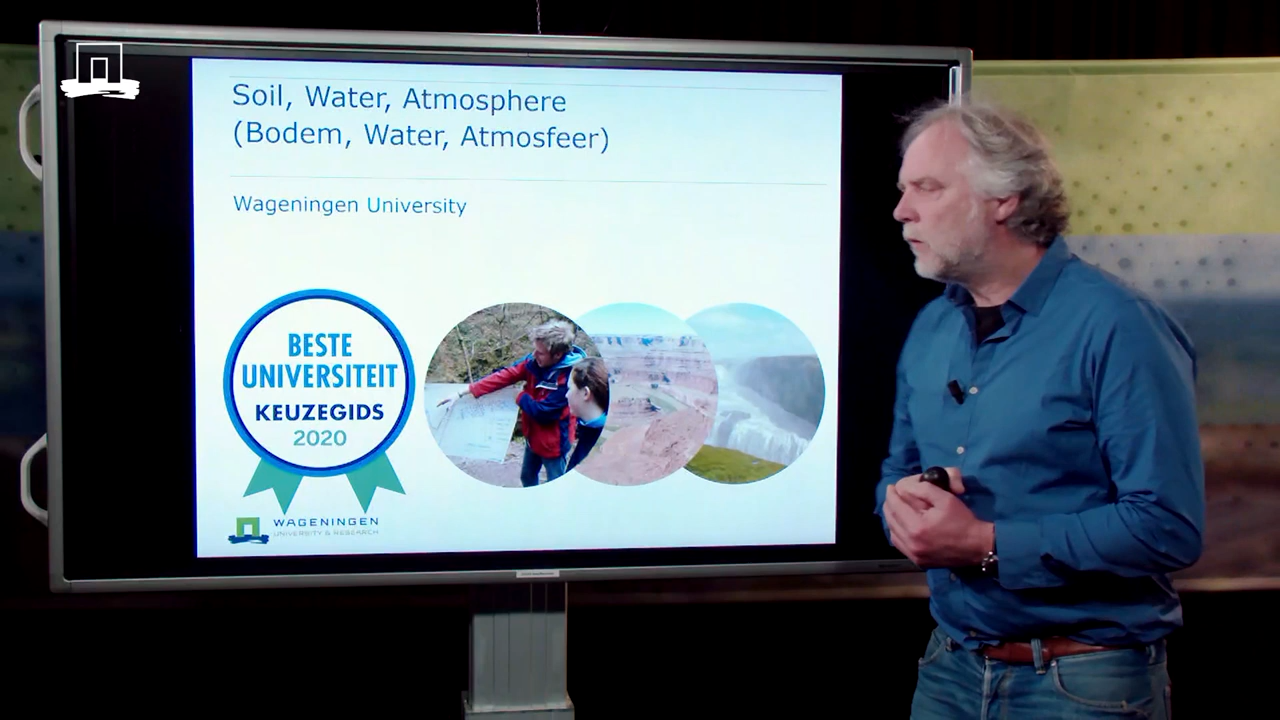 Soil, Water, Atmosphere
(Bodem, Water, Atmosfeer)
Wageningen University
BESTE
UNIVERSITEIT
KEUZEGIDS
2020
WAGENINGEN
UNIVERSITY & RESEARCH